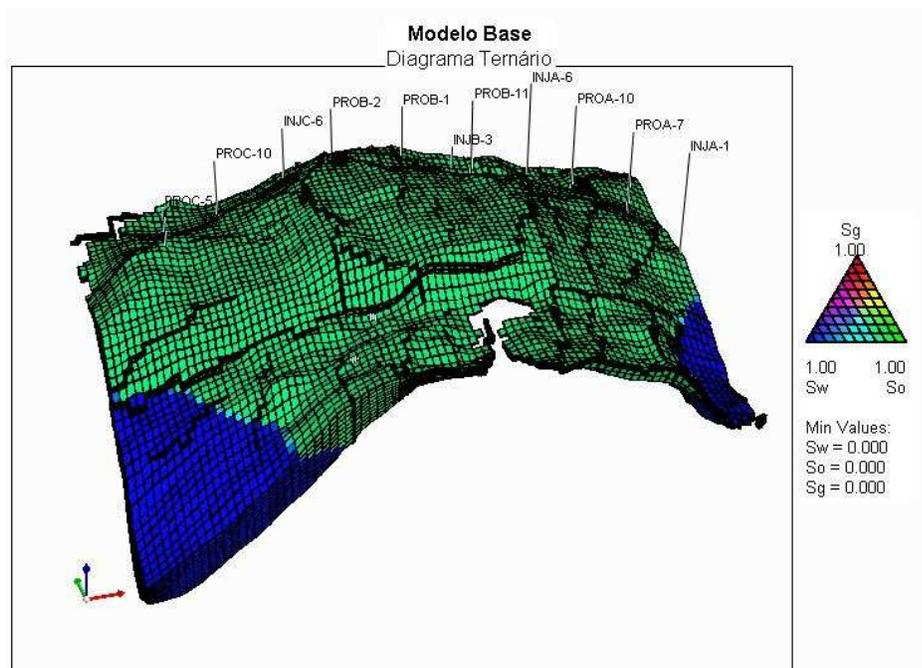 Modelo Base
Diagrama Ternário
INJA-6
PROB-11
PROB-1
PROB-2
PROA-10
INJC-6
PROA-7
INJB-3
INJA-1
PROC-10
PROC-5
Sg
1.00
1.00 1.00
Sw So
Min Values:
Sw = 0.000
So = 0.000
Sg = 0.000